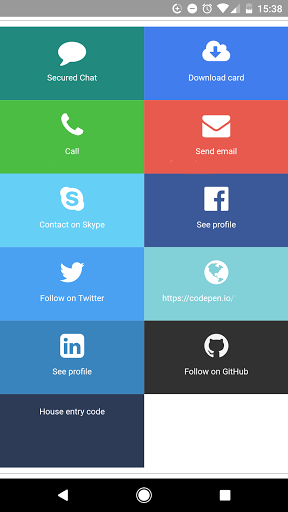 15:38
Secured Chat
Download card
Call
Send email
Contact on Skype
See profile
Follow on Twitter
https://codepen.io/
See profile
Follow on GitHub
House entry code